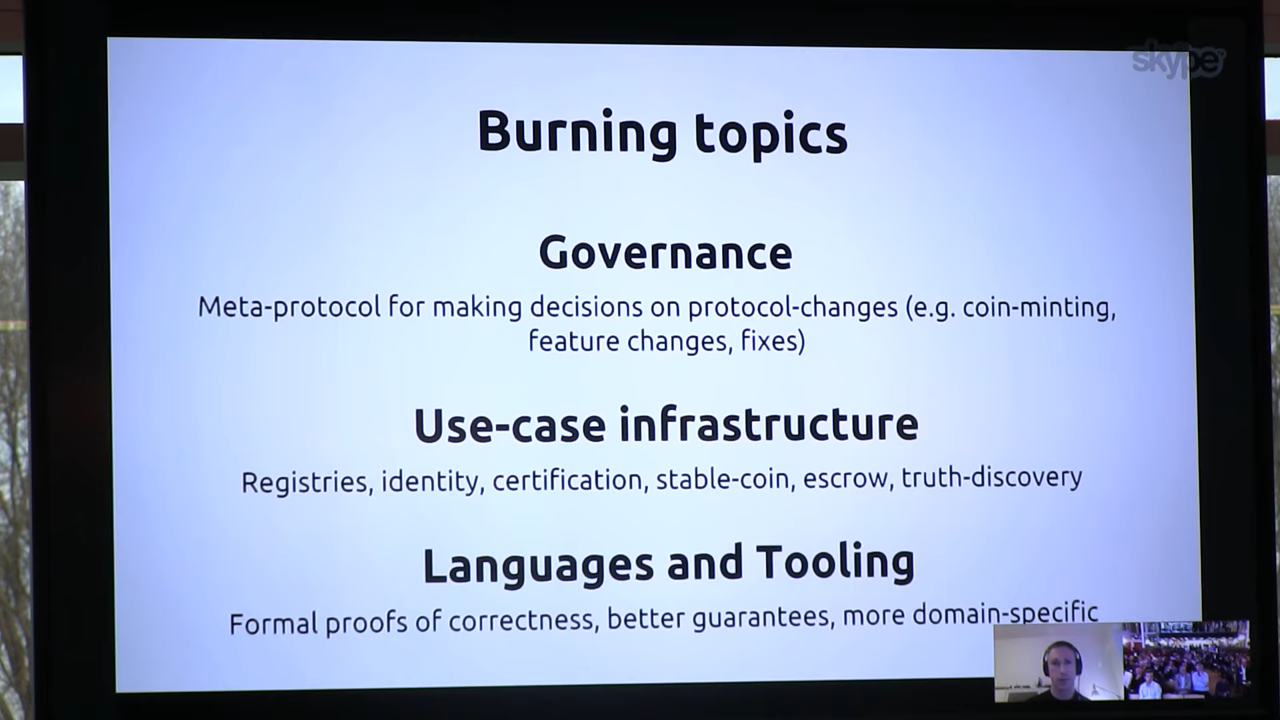 skype
Burning topics
Governance
Meta-protocol for making decisions on protocol-changes (e.g. coin-minting,
feature changes, fixes)
Use-case infrastructure
Registries, identity, certification, stable-coin, escrow, truth-discovery
Languages and Tooling
Formal proofs of correctness, better guarantees, more domain-specific